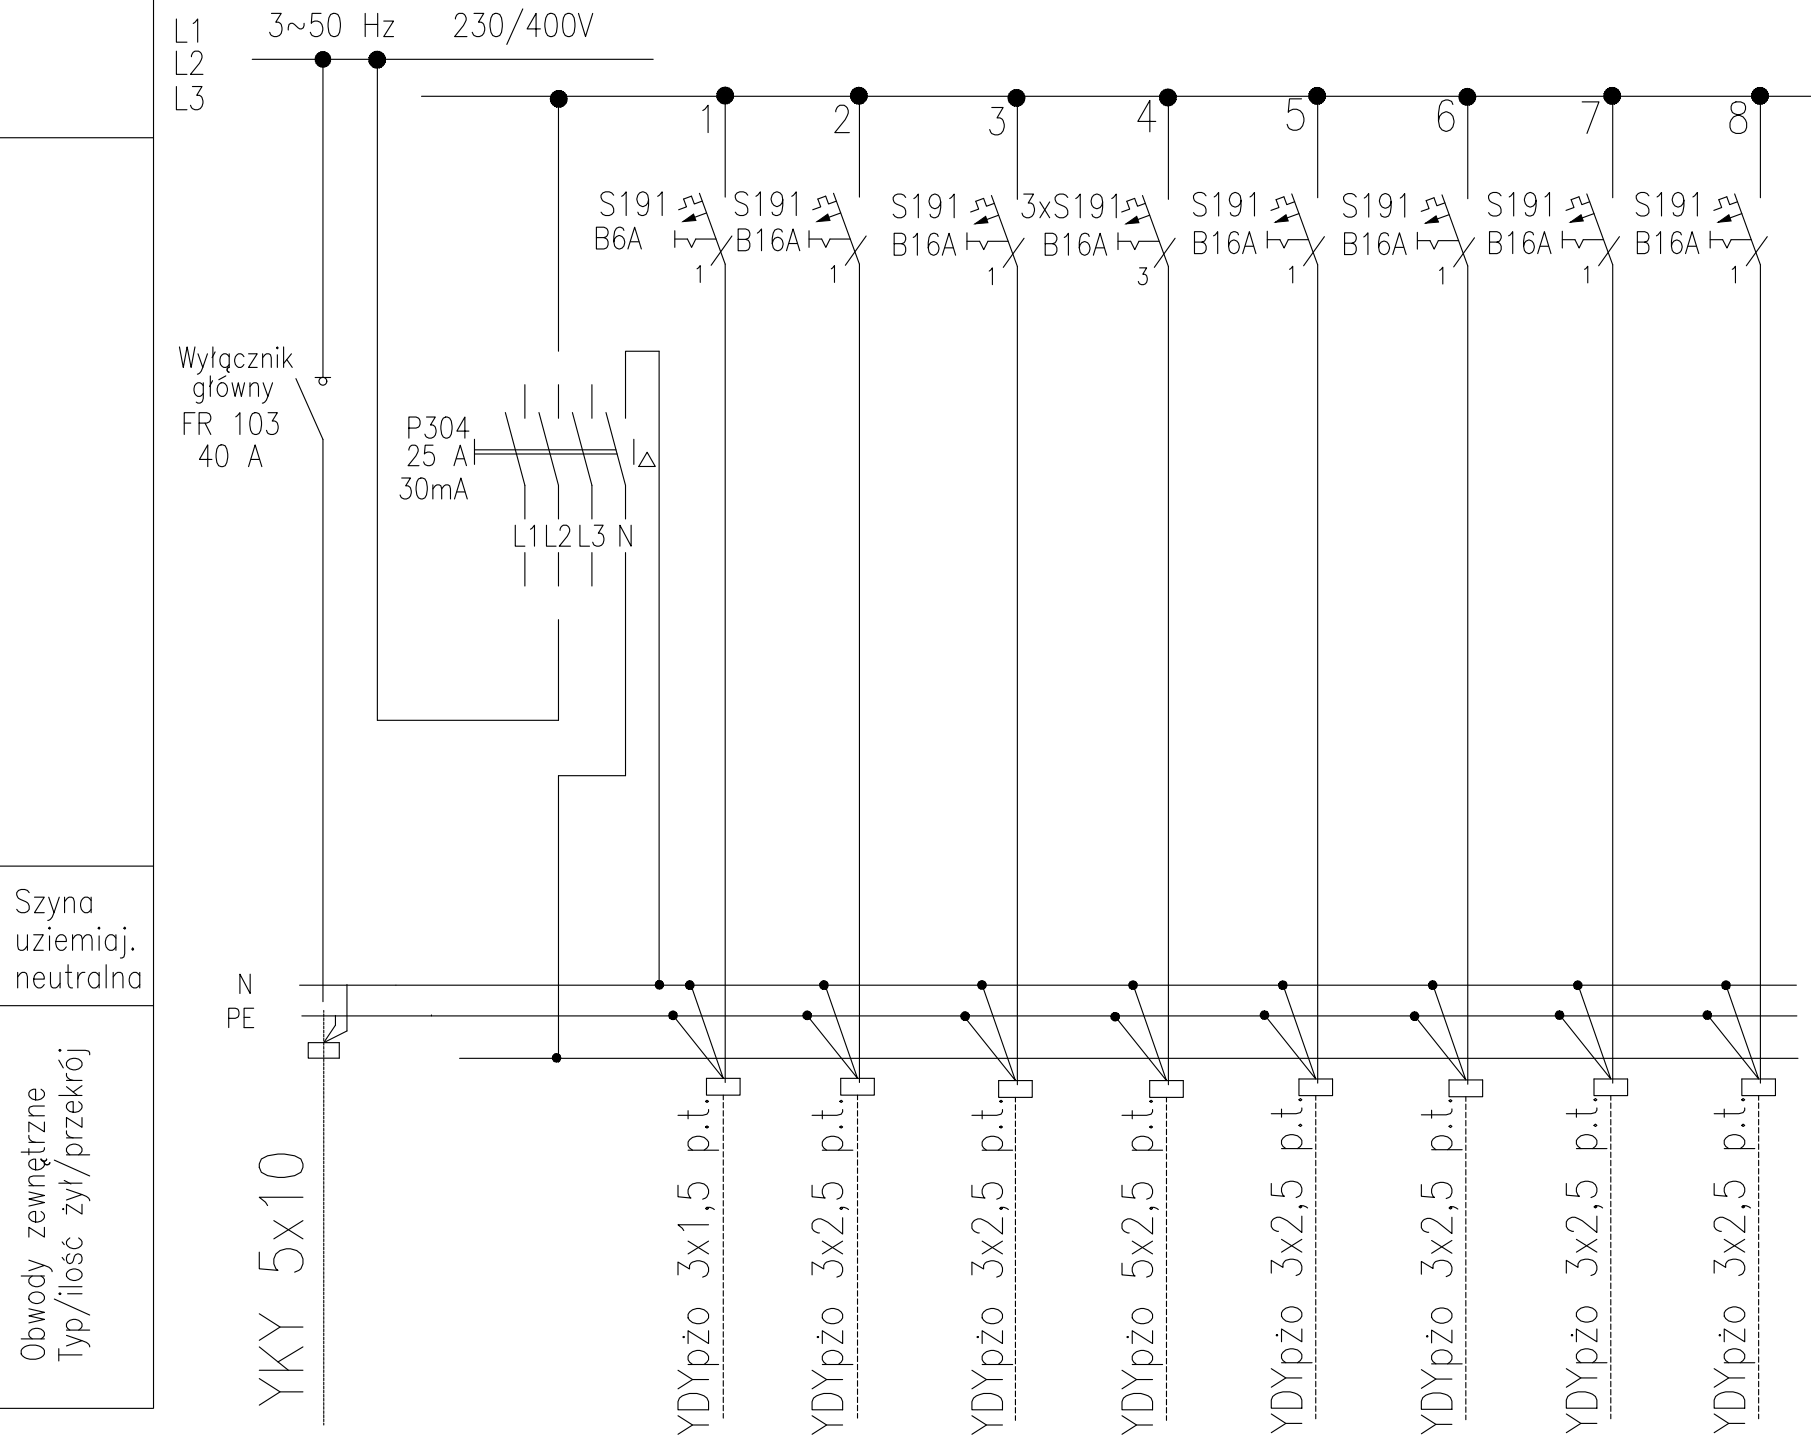 L1
L2
L3
3~50 Hz
230/400V
1
2
3
4
5
6
7
8
S191
B6A
1
S191
B16A
1
S191
B16A
1
3xS191
B16A
3
S191
B16A
1
S191
B16A
1
S191
B16A
1
S191
B16A
1
Wyłącznik
główny
FR 103
40 A
P304
25 A
30mA
L1
L2
L3
N
Szyna
uziemiaj.
neutralna
N
PE
Obwody zewnętrzne
Typ/ilość żył/przekrój
YKY 5x10
YDYpżo 3x1,5 p.t.
YDYpżo 3x2,5 p.t.
YDYpżo 3x2,5 p.t.
YDYpżo 5x2,5 p.t.
YDYpżo 3x2,5 p.t.
YDYpżo 3x2,5 p.t.
YDYpżo 3x2,5 p.t.
YDYpżo 3x2,5 p.t.